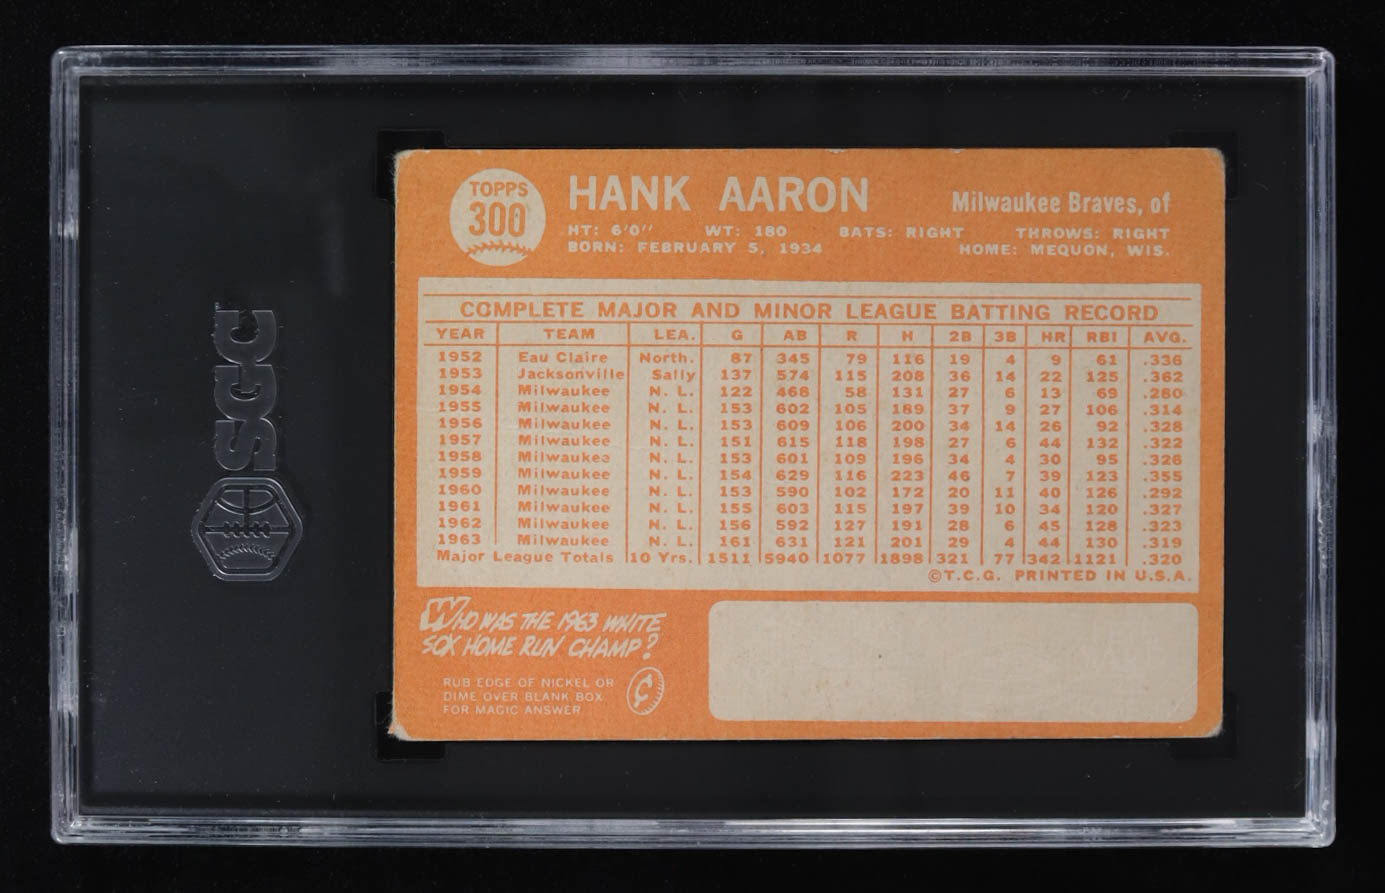 SGC
TOPPS
300
HANK AARON
Milwaukee Braves, of
HT: 6'0" WT: 180 BATS: RIGHT THROWS: RIGHT
BORN: FEBRUARY 5, 1934 HOME: MEQUON, WIS.
COMPLETE MAJOR AND MINOR LEAGUE BATTING RECORD
YEAR TEAM LEA. G AB R H 2B 3B HR RBI AVG.
1952 Eau Claire North. 87 345 79 116 19 4 9 61 .336
1953 Jacksonville Sally 137 574 115 208 36 14 22 125 .362
1954 Milwaukee N. L. 122 468 58 131 27 6 13 69 .280
1955 Milwaukee N. L. 153 602 105 189 37 9 27 106 .314
1956 Milwaukee N. L. 153 609 106 200 34 14 26 92 .328
1957 Milwaukee N. L. 151 615 118 198 27 6 44 132 .322
1958 Milwaukee N. L. 153 601 109 196 34 4 30 95 .326
1959 Milwaukee N. L. 154 629 116 223 46 7 39 123 .355
1960 Milwaukee N. L. 153 590 102 172 20 11 40 126 .292
1961 Milwaukee N. L. 155 603 115 197 39 10 34 120 .327
1962 Milwaukee N. L. 156 592 127 191 28 6 45 128 .323
1963 Milwaukee N. L. 161 631 121 201 29 4 44 130 .319
Major League Totals 10 Yrs. 1511 5940 1077 1898 321 77 342 1121 .320
©T.C.G. PRINTED IN U.S.A.
WHO WAS THE 1963 WHITE
SOX HOME RUN CHAMP?
RUB EDGE OF NICKEL OR
DIME OVER BLANK BOX
FOR MAGIC ANSWER
¢